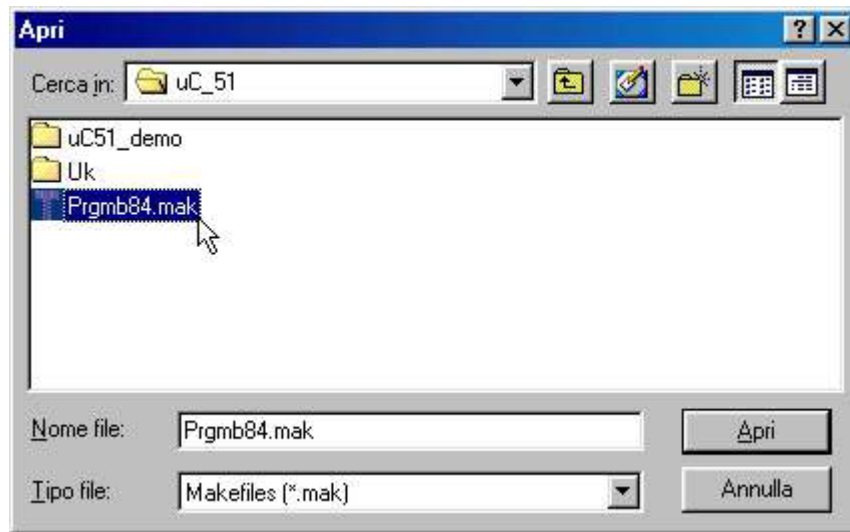 Apri
Cerca in: uC_51
uC51_demo
Uk
Prgmb84.mak
Nome file: Prgmb84.mak Apri
Tipo file: Makefiles (*.mak) Annulla